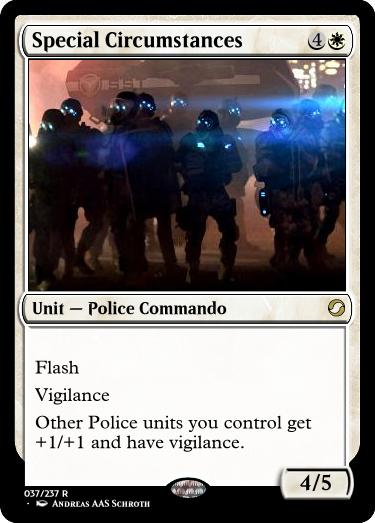 Special Circumstances 4
Unit — Police Commando
Flash
Vigilance
Other Police units you control get
+1/+1 and have vigilance.
4/5
037/237 R
Andreas AAS Schroth